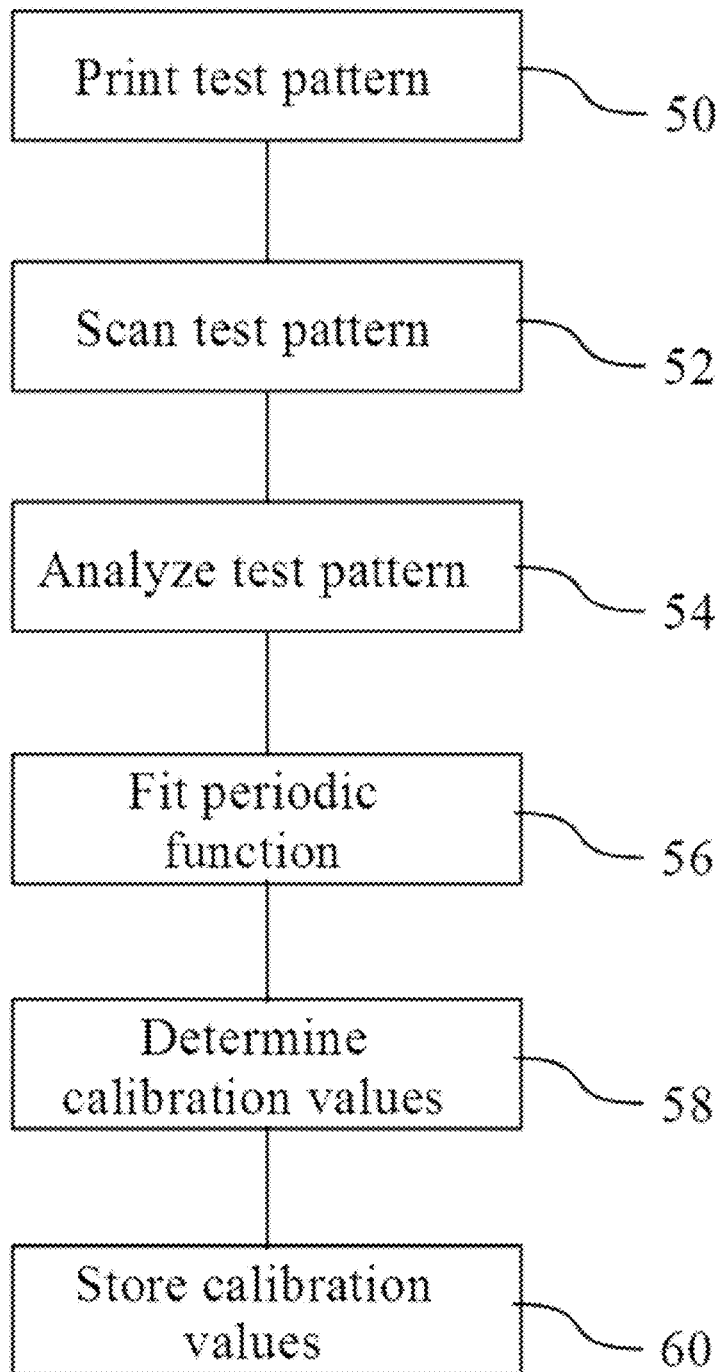 Print test pattern
50
Scan test pattern
52
Analyze test pattern
54
Fit periodic
function
56
Determine
calibration values
58
Store calibration
values
60